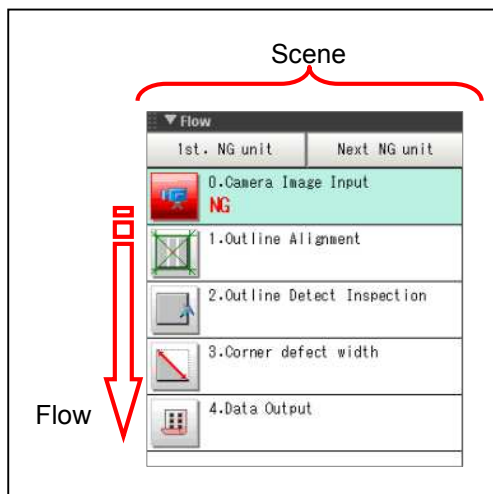 Scene
▼ Flow
1st. NG unit Next NG unit
0.Camera Image Input
NG
1.Outline Alignment
2.Outline Detect Inspection
3.Corner defect width
Flow
4.Data Output